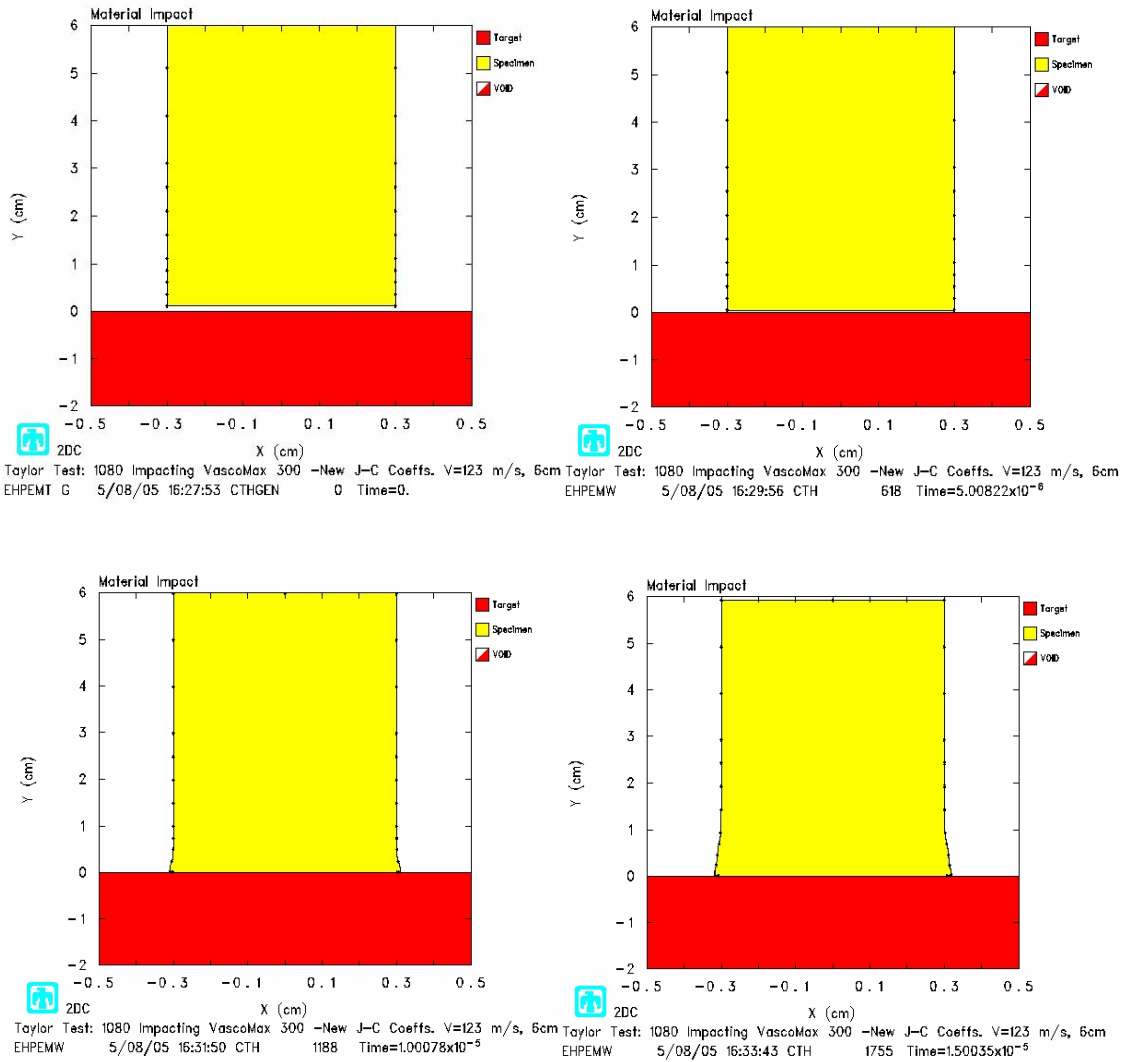 Material Impact
6
5
4
3
2
1
0
-1
-2
Y (cm)
Target
Specimen
VOID
-0.5 -0.3 -0.1 0.1 0.3 0.5
X (cm)
2DC
Taylor Test: 1080 Impacting VascoMax 300 -New J-C Coeffs. V=123 m/s, 6cm
EHPEMT G 5/08/05 16:27:53 CTHGEN 0 Time=0.
Material Impact
6
5
4
3
2
1
0
-1
-2
Y (cm)
Target
Specimen
VOID
-0.5 -0.3 -0.1 0.1 0.3 0.5
X (cm)
2DC
Taylor Test: 1080 Impacting VascoMax 300 -New J-C Coeffs. V=123 m/s, 6cm
EHPEMW 5/08/05 16:29:56 CTH 618 Time=5.00822x10⁻⁶
Material Impact
6
5
4
3
2
1
0
-1
-2
Y (cm)
Target
Specimen
VOID
-0.5 -0.3 -0.1 0.1 0.3 0.5
X (cm)
2DC
Taylor Test: 1080 Impacting VascoMax 300 -New J-C Coeffs. V=123 m/s, 6cm
EHPEMW 5/08/05 16:31:50 CTH 1188 Time=1.00078x10⁻⁵
Material Impact
6
5
4
3
2
1
0
-1
-2
Y (cm)
Target
Specimen
VOID
-0.5 -0.3 -0.1 0.1 0.3 0.5
X (cm)
2DC
Taylor Test: 1080 Impacting VascoMax 300 -New J-C Coeffs. V=123 m/s, 6cm
EHPEMW 5/08/05 16:33:43 CTH 1755 Time=1.50035x10⁻⁵